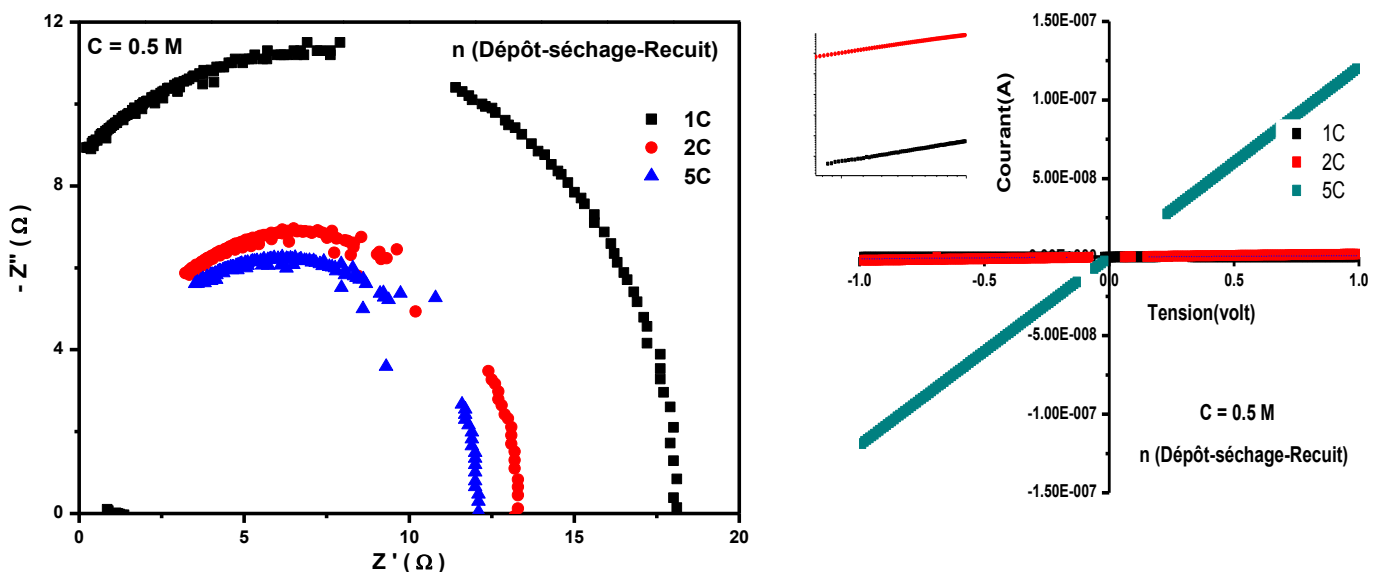 C = 0.5 M
n (Dépôt-séchage-Recuit)
1C
2C
5C
12
8
4
0
- Z" ( Ω )
0
5
10
15
20
Z ' ( Ω )
Courant(A)
1.50E-007
1.00E-007
5.00E-008
-5.00E-008
-1.00E-007
-1.50E-007
1C
2C
5C
-1.0
-0.5
0.0
0.5
1.0
Tension(volt)
C = 0.5 M
n (Dépôt-séchage-Recuit)